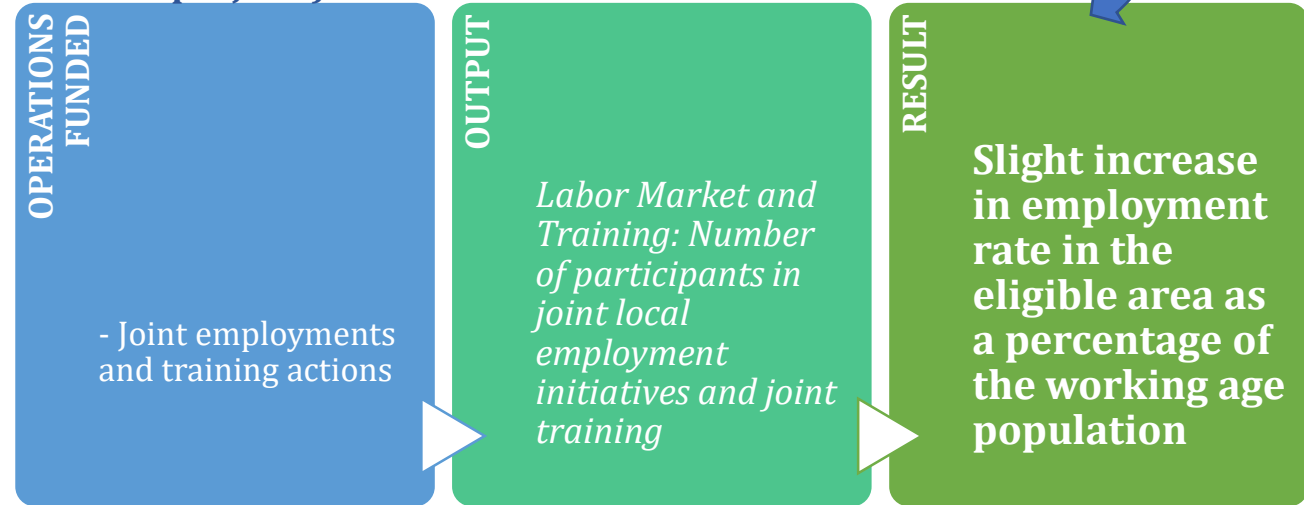 OPERATIONS
FUNDED
- Joint employments
and training actions
OUTPUT
Labor Market and
Training: Number
of participants in
joint local
employment
initiatives and joint
training
RESULT
Slight increase
in employment
rate in the
eligible area as
a percentage of
the working age
population